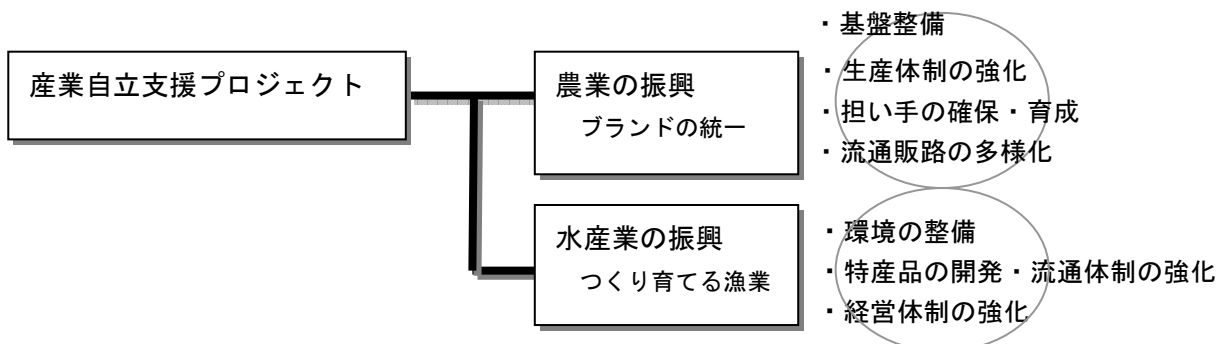 産業自立支援プロジェクト
農業の振興
ブランドの統一
・基盤整備
・生産体制の強化
・担い手の確保・育成
・流通販路の多様化
水産業の振興
つくり育てる漁業
・環境の整備
・特産品の開発・流通体制の強化
・経営体制の強化